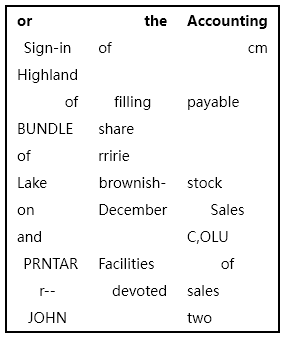 or the Accounting
Sign-in of cm
Highland
of filling payable
BUNDLE share
of rririe
Lake brownish- stock
on December Sales
and C,OLU
PRNTAR Facilities of
r-- devoted sales
JOHN two